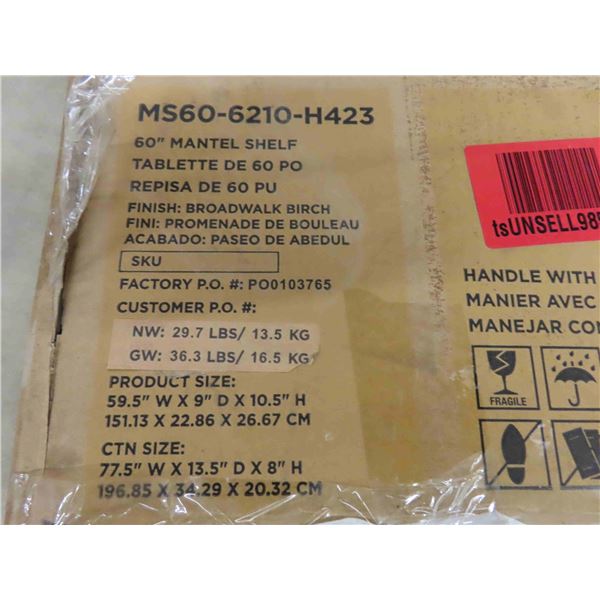 MS60-6210-H423
60" MANTEL SHELF
TABLETTE DE 60 PO
REPISA DE 60 PU
FINISH: BROADWALK BIRCH
FINI: PROMENADE DE BOULEAU
ACABADO: PASEO DE ABEDUL
SKU
FACTORY P.O. #: PO0103765
CUSTOMER P.O. #:
NW: 29.7 LBS/ 13.5 KG
GW: 36.3 LBS/ 16.5 KG
PRODUCT SIZE:
59.5" W X 9" D X 10.5" H
151.13 X 22.86 X 26.67 CM
CTN SIZE:
77.5" W X 13.5" D X 8" H
196.85 X 34.29 X 20.32 CM
tsUNSELL985
HANDLE WITH
MANIER AVEC
MANEJAR CON
FRAGILE